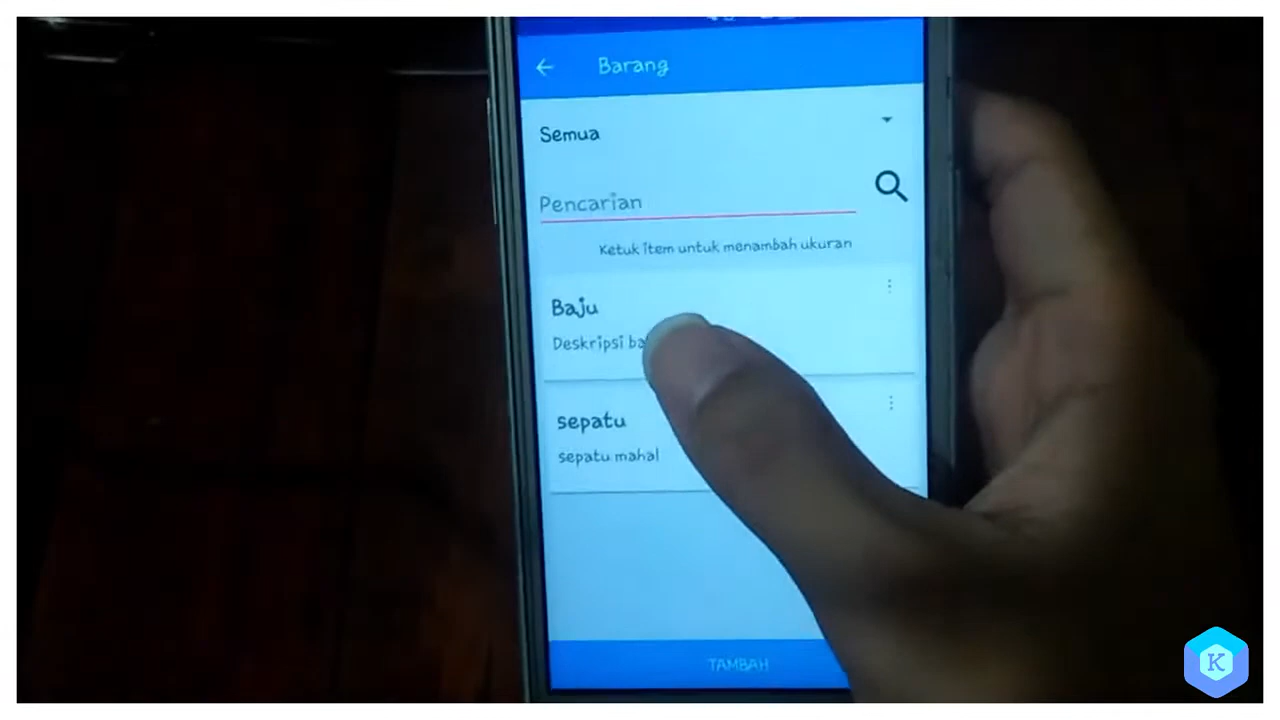 Barang
Semua
Pencarian
Ketuk item untuk menambah ukuran
Baju
Deskripsi
sepatu
sepatu mahal
TAMBAH
K